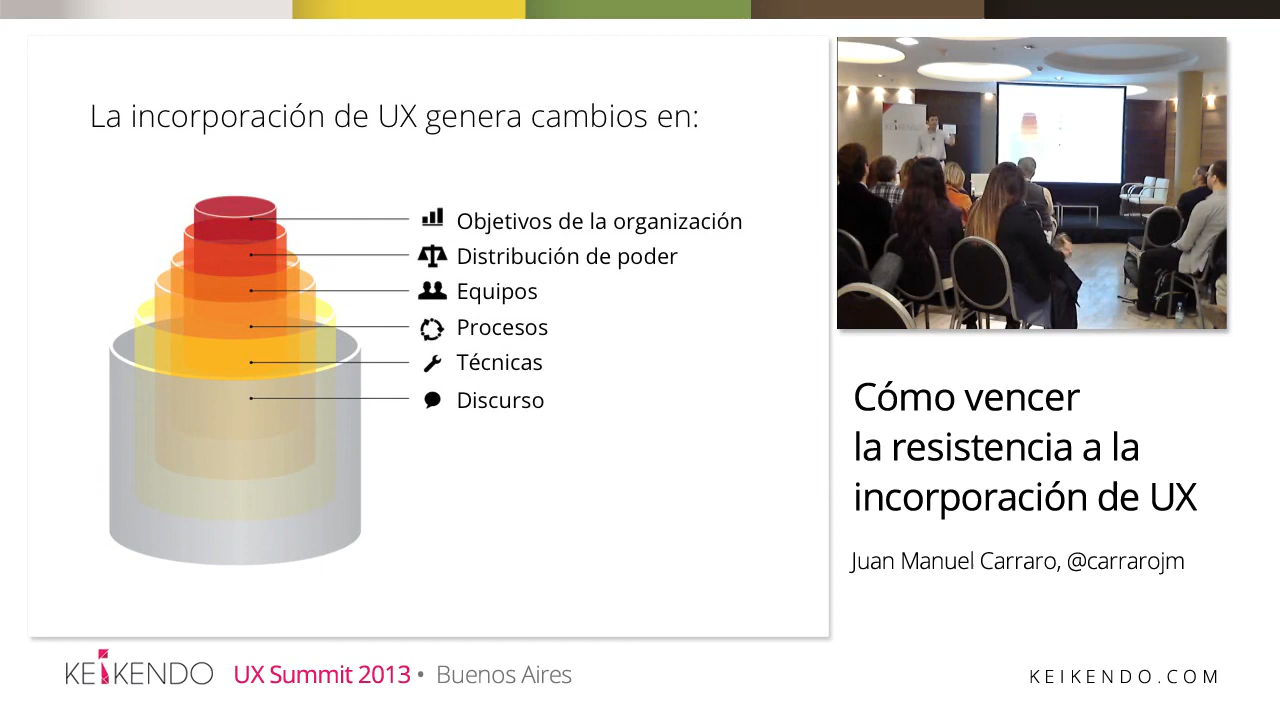 La incorporación de UX genera cambios en:
Objetivos de la organización
Distribución de poder
Equipos
Procesos
Técnicas
Discurso
Cómo vencer
la resistencia a la
incorporación de UX
Juan Manuel Carraro, @carrarojm
KEIKENDO UX Summit 2013 • Buenos Aires
KEIKENDO.COM